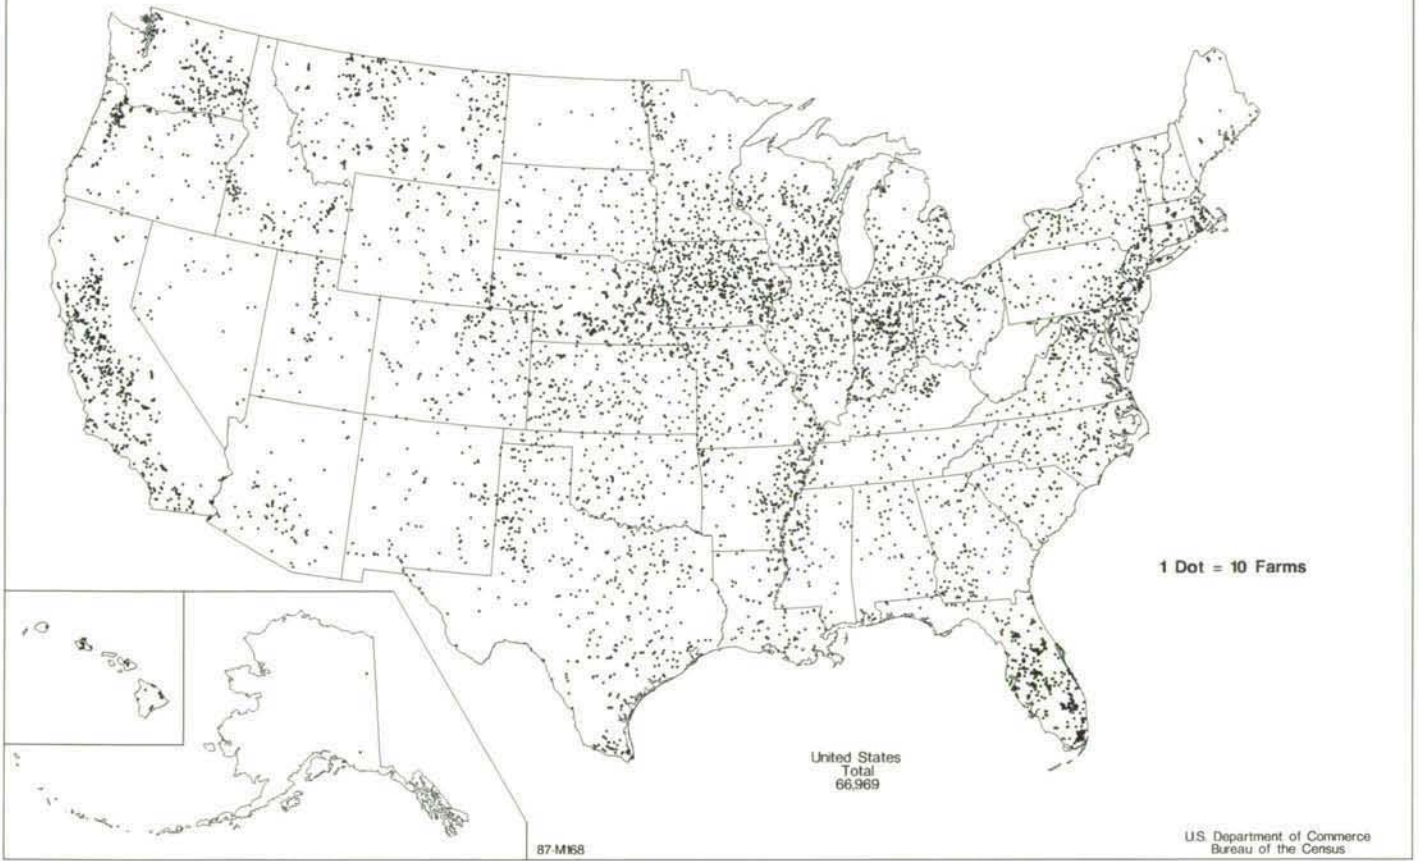 1 Dot = 10 Farms
United States
Total
66,969
87-M168
U.S. Department of Commerce
Bureau of the Census